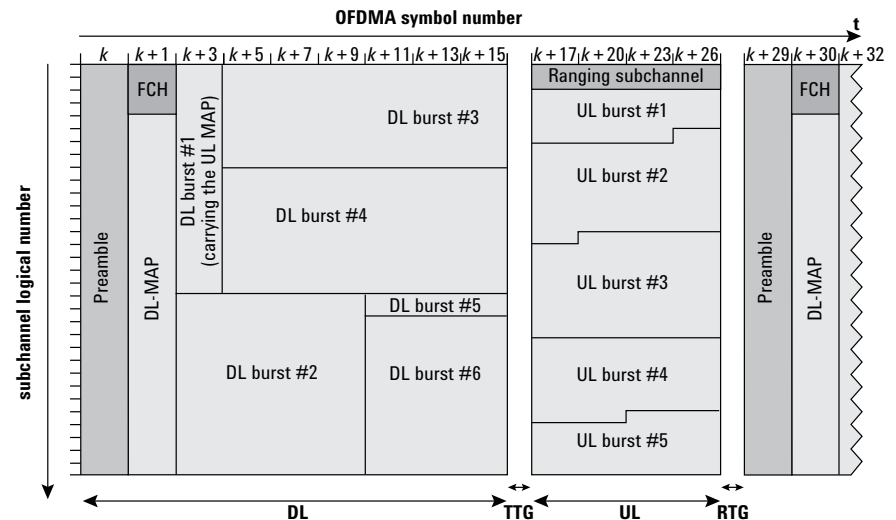 OFDMA symbol number
t
k k + 1 k + 3 k + 5 k + 7 k + 9 k + 11 k + 13 k + 15 k + 17 k + 20 k + 23 k + 26 k + 29 k + 30 k + 32
subchannel logical number
Preamble
FCH
DL-MAP
DL burst #1
(carrying the UL MAP)
DL burst #3
DL burst #4
DL burst #2
DL burst #5
DL burst #6
Ranging subchannel
UL burst #1
UL burst #2
UL burst #3
UL burst #4
UL burst #5
Preamble
FCH
DL-MAP
DL TTG UL RTG